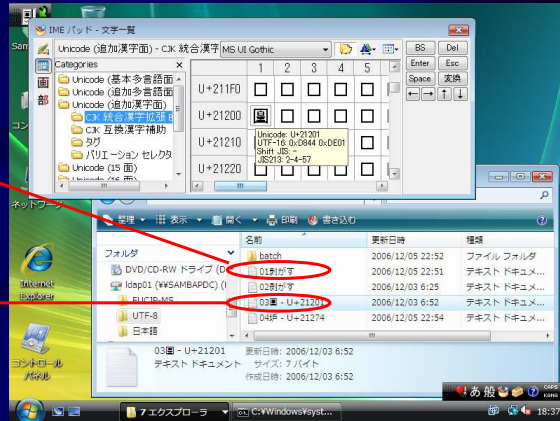 IME パッド - 文字一覧
Unicode (追加漢字面) - CJK 統合漢字
MS UI Gothic
BS
Del
Enter
Esc
Space
変換
Categories
画
部
Unicode (基本多言語面
Unicode (追加多言語面
Unicode (追加漢字面)
CJK 統合漢字拡張 B
CJK 互換漢字補助
タグ
バリエーション セレクタ
Unicode (15 面)
Unicode (16 面)
1 2 3 4 5
U+211F0
U+21200
U+21210
U+21220
Unicode: U+21201
UTF-16: 0xD844 0xDE01
Shift JIS: -
JIS213: 2-4-57
ネットワーク
Internet Explorer
コントロール パネル
整理
表示
開く
印刷
書き込む
フォルダ
DVD/CD-RW ドライブ (D
ldap01 (¥¥SAMBAPDC) (
EUCJP-MS
UTF-8
日本語
名前 更新日時 種類
batch 2006/12/05 22:52 ファイル フォルダ
2006/12/05 22:51 テキスト ドキュメ...
2006/12/03 6:25 テキスト ドキュメ...
03𡈁 - U+21201 2006/12/03 6:52 テキスト ドキュメ...
U+21274 2006/12/05 22:54 テキスト ドキュメ...
03𡈁 - U+21201 更新日時: 2006/12/03 6:52
テキスト ドキュメント サイズ: 7 バイト
作成日時: 2006/12/03 6:52
あ 般
CAPS
KANA
7 エクスプローラ
C:¥Windows¥syst...
18:37